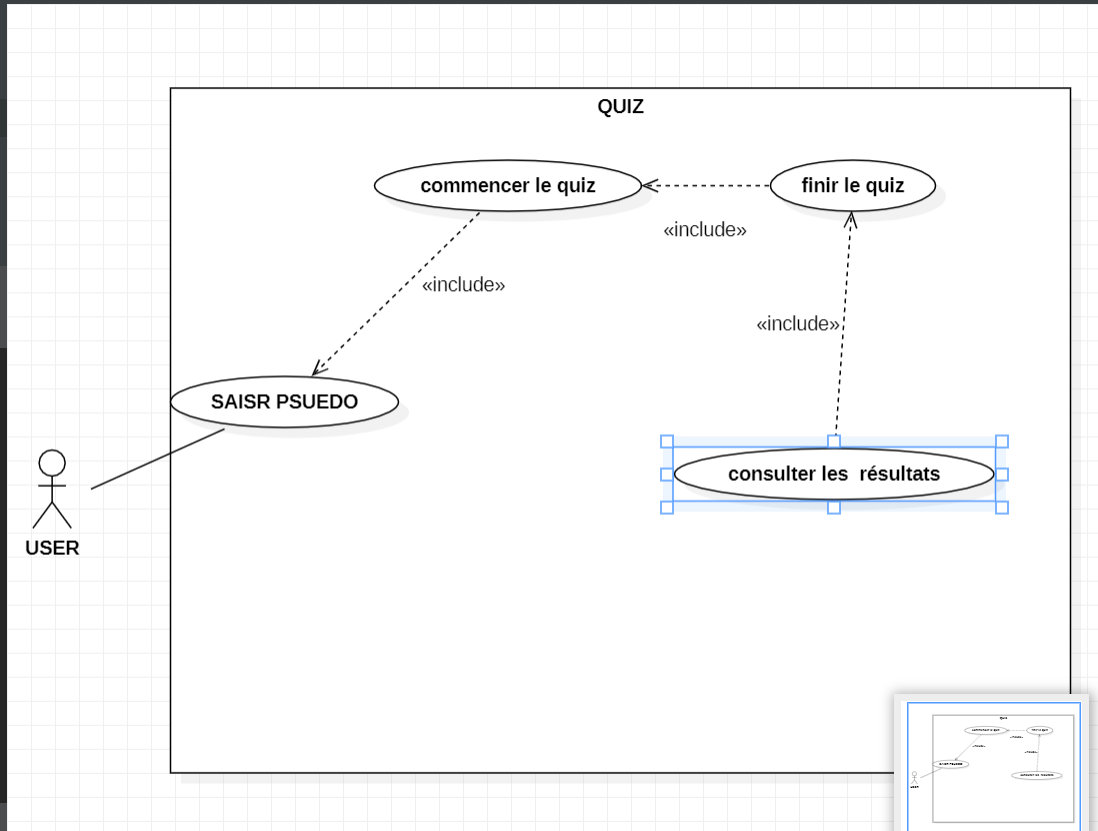 QUIZ
commencer le quiz
finir le quiz
«include»
«include»
«include»
SAISR PSUEDO
consulter les  résultats
USER